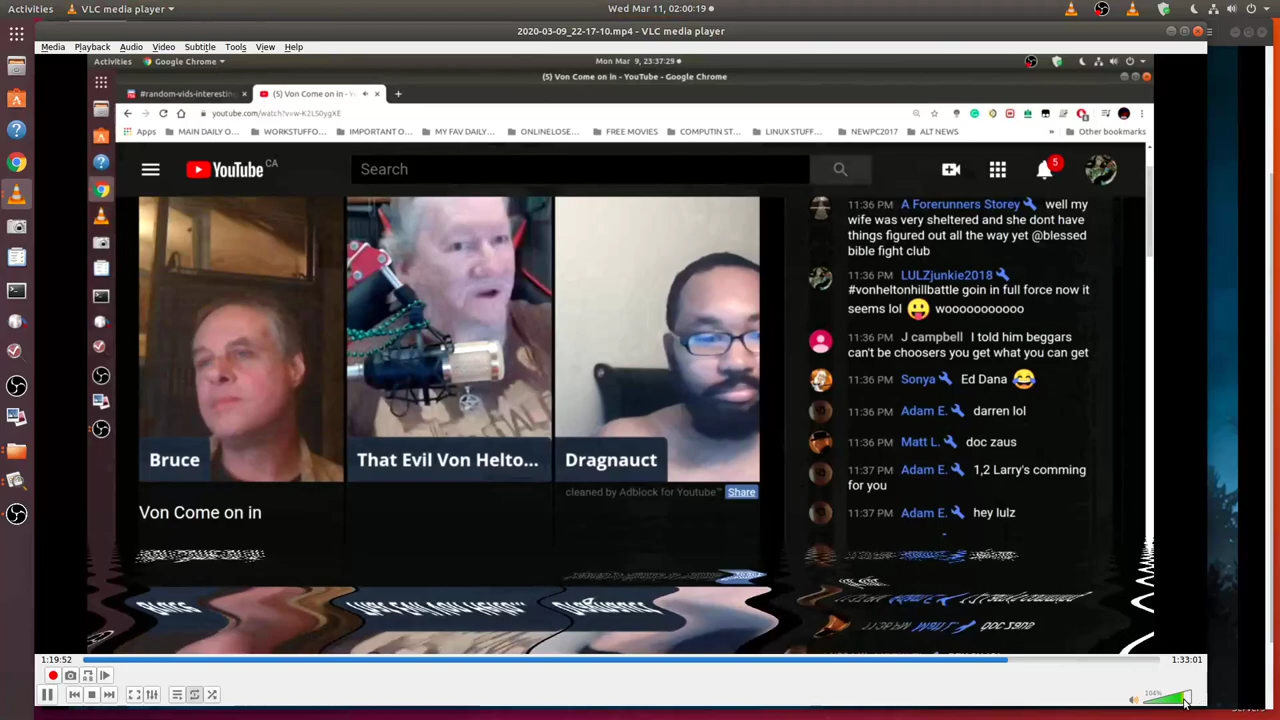 Activities
VLC media player
Wed Mar 11, 02:00:19
2020-03-09_22-17-10.mp4 - VLC media player
Media Playback Audio Video Subtitle Tools View Help
Activities
Google Chrome
Mon Mar 9, 23:37:29
(5) Von Come on in - YouTube - Google Chrome
#random-vids-interesting
(5) Von Come on in - Y
youtube.com/watch?v=w-K2LS0ygXE
Apps
MAIN DAILY O...
WORKSTUFFO...
IMPORTANT O...
MY FAV DAILY...
ONLINELOSE...
FREE MOVIES
COMPUTIN ST...
LINUX STUFF...
NEWPC2017
ALT NEWS
Other bookmarks
YouTube CA
Search
5
11:36 PM A Forerunners Storey well my
wife was very sheltered and she dont have
things figured out all the way yet @blessed
bible fight club
11:36 PM LULZjunkie2018
#vonheltonhillbattle goin in full force now it
seems lol woooooooooo
11:36 PM J campbell I told him beggars
can't be choosers you get what you can get
11:36 PM Sonya Ed Dana
11:36 PM Adam E. darren lol
11:36 PM Matt L. doc zaus
11:37 PM Adam E. 1,2 Larry's comming
for you
11:37 PM Adam E. hey lulz
Bruce
That Evil Von Helto...
Dragnauct
cleaned by Adblock for Youtube™ Share
Von Come on in
1:19:52
1:33:01
104%